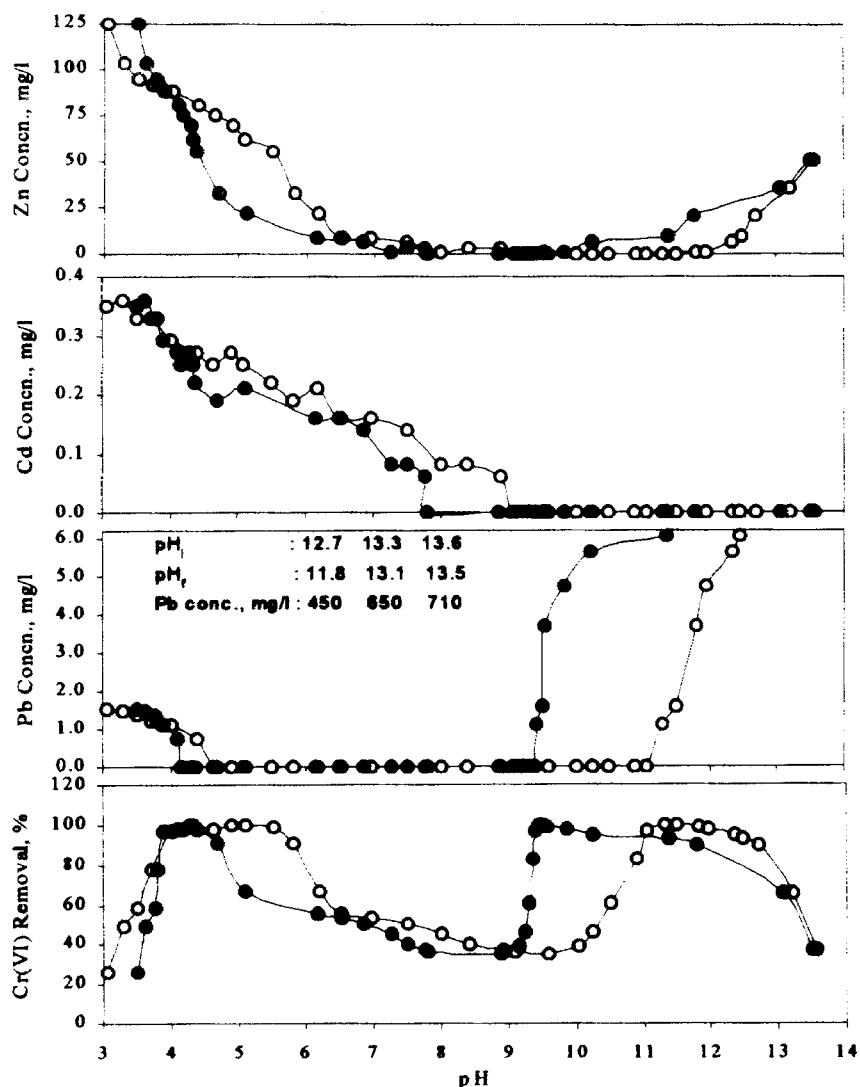 Zn Concn., mg/l
125
100
75
50
25
0
Cd Concn., mg/l
0.4
0.3
0.2
0.1
0.0
Pb Concn., mg/l
6.0
5.0
4.0
3.0
2.0
1.0
0.0
pHi : 12.7 13.3 13.6
pHf : 11.8 13.1 13.5
Pb conc., mg/l : 450 650 710
Cr(VI) Removal, %
120
100
80
60
40
20
0
3 4 5 6 7 8 9 10 11 12 13 14
pH